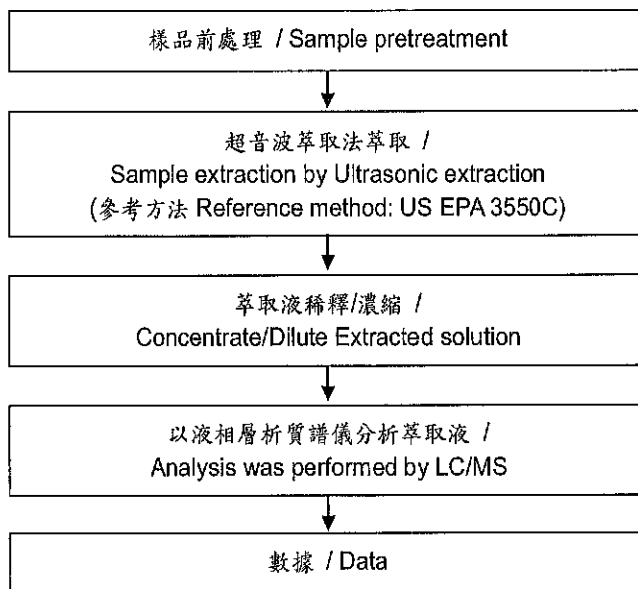 樣品前處理 / Sample pretreatment
超音波萃取法萃取 /
Sample extraction by Ultrasonic extraction
(參考方法 Reference method: US EPA 3550C)
萃取液稀釋/濃縮 /
Concentrate/Dilute Extracted solution
以液相層析質譜儀分析萃取液 /
Analysis was performed by LC/MS
數據 / Data